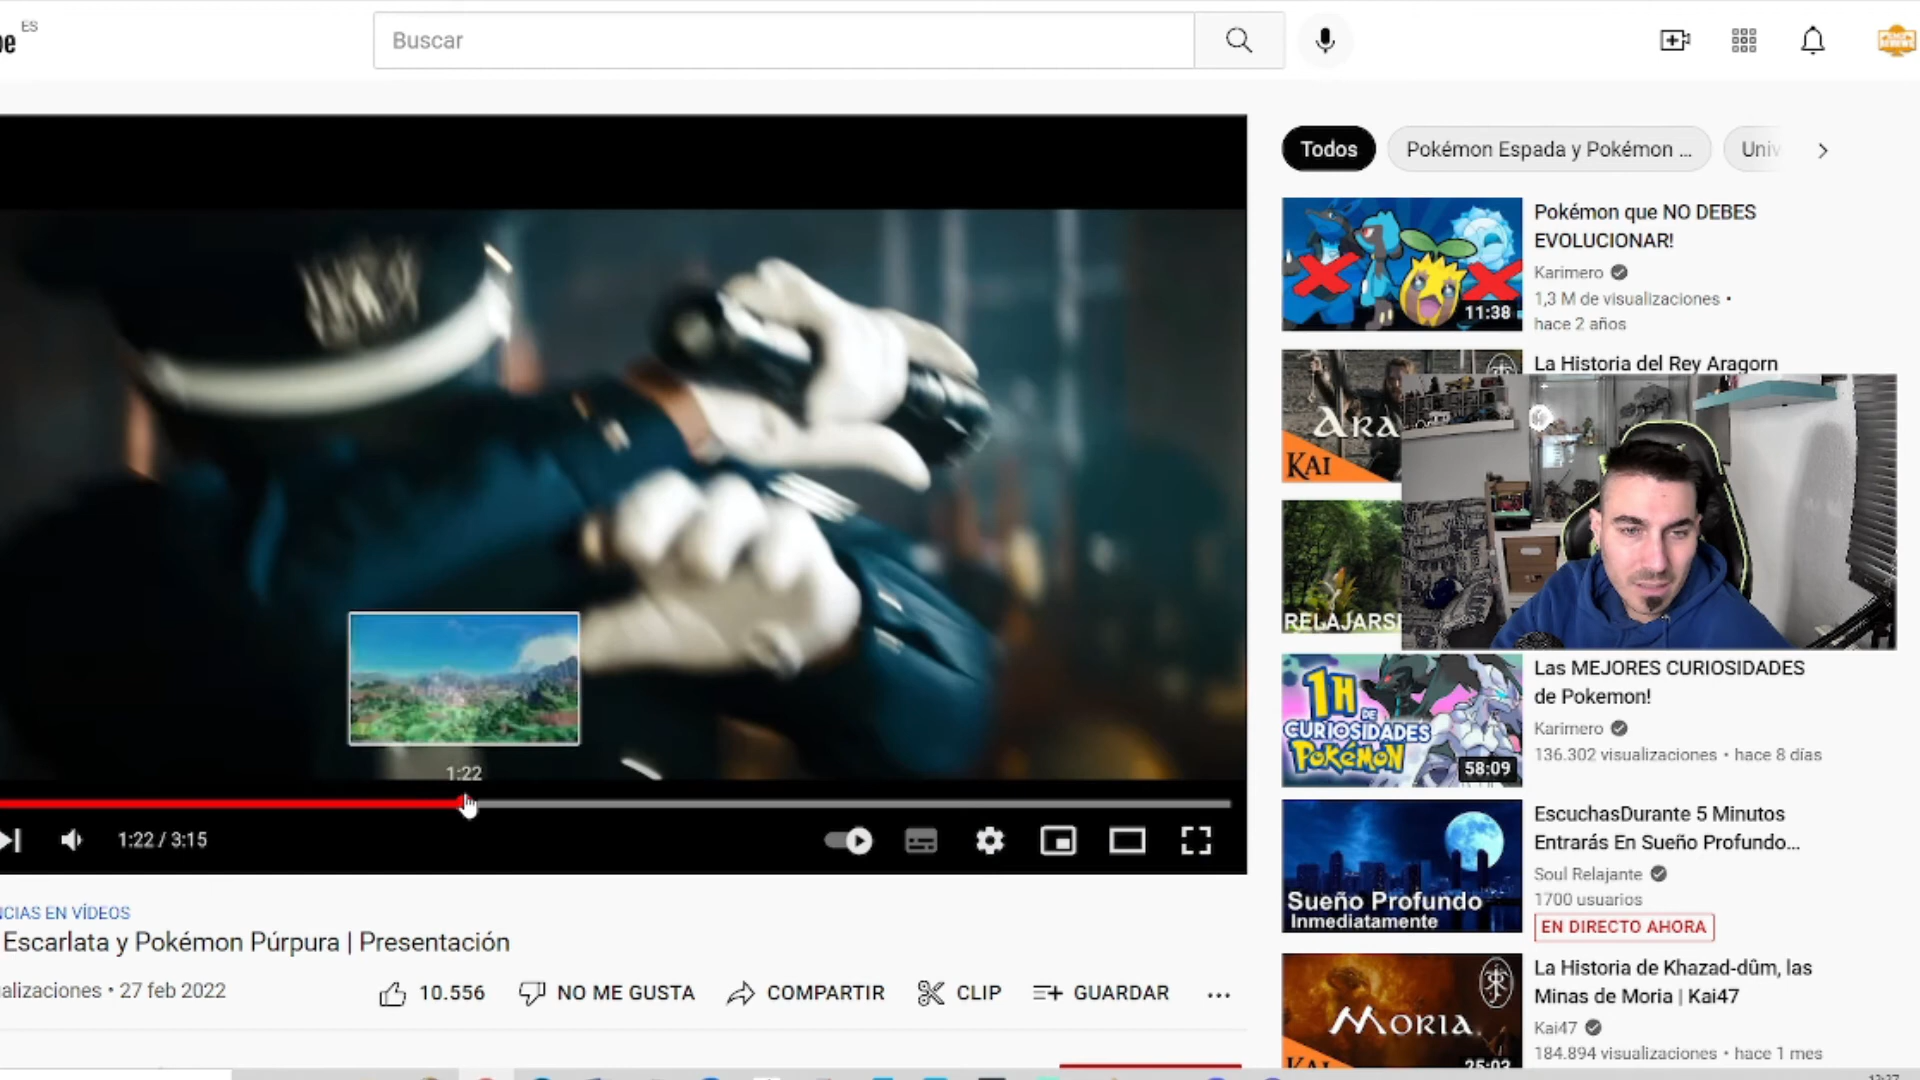 ES
be
Buscar
Todos
Pokémon Espada y Pokémon ...
Univ
Pokémon que NO DEBES
EVOLUCIONAR!
Karimero
1,3 M de visualizaciones •
hace 2 años
11:38
La Historia del Rey Aragorn
ARA
KAI
RELAJARSE
Las MEJORES CURIOSIDADES
de Pokemon!
Karimero
136.302 visualizaciones • hace 8 días
1H
DE
CURIOSIDADES
POKÉMON
58:09
EscuchasDurante 5 Minutos
Entrarás En Sueño Profundo...
Soul Relajante
1700 usuarios
EN DIRECTO AHORA
Sueño Profundo
Inmediatamente
La Historia de Khazad-dûm, las
Minas de Moria | Kai47
Kai47
184.894 visualizaciones • hace 1 mes
MORIA
KAI
25:03
1:22
1:22 / 3:15
NCIAS EN VÍDEOS
Escarlata y Pokémon Púrpura | Presentación
alizaciones • 27 feb 2022
10.556
NO ME GUSTA
COMPARTIR
CLIP
GUARDAR